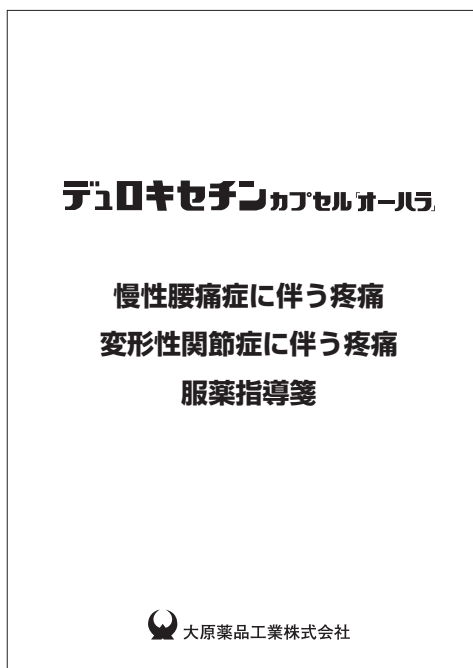 デュロキセチンカプセル「オーハラ」
慢性腰痛症に伴う疼痛
変形性関節症に伴う疼痛
服薬指導箋
大原薬品工業株式会社